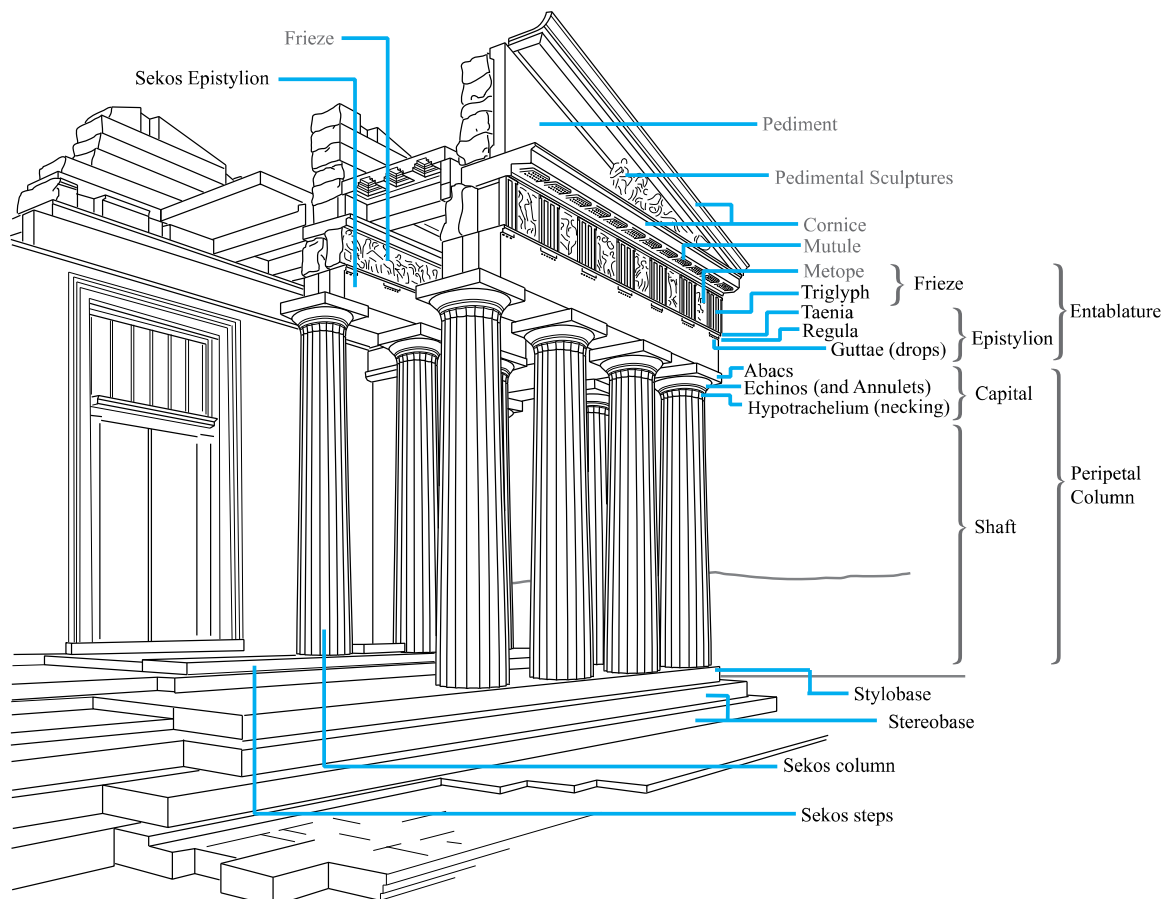 Frieze
Sekos Epistylion
Pediment
Pedimental Sculptures
Cornice
Mutule
Metope
Triglyph
Frieze
Taenia
Regula
Guttae (drops)
Epistylion
Entablature
Abacs
Echinos (and Annulets)
Hypotrachelium (necking)
Capital
Shaft
Peripetal
Column
Stylobase
Stereobase
Sekos column
Sekos steps